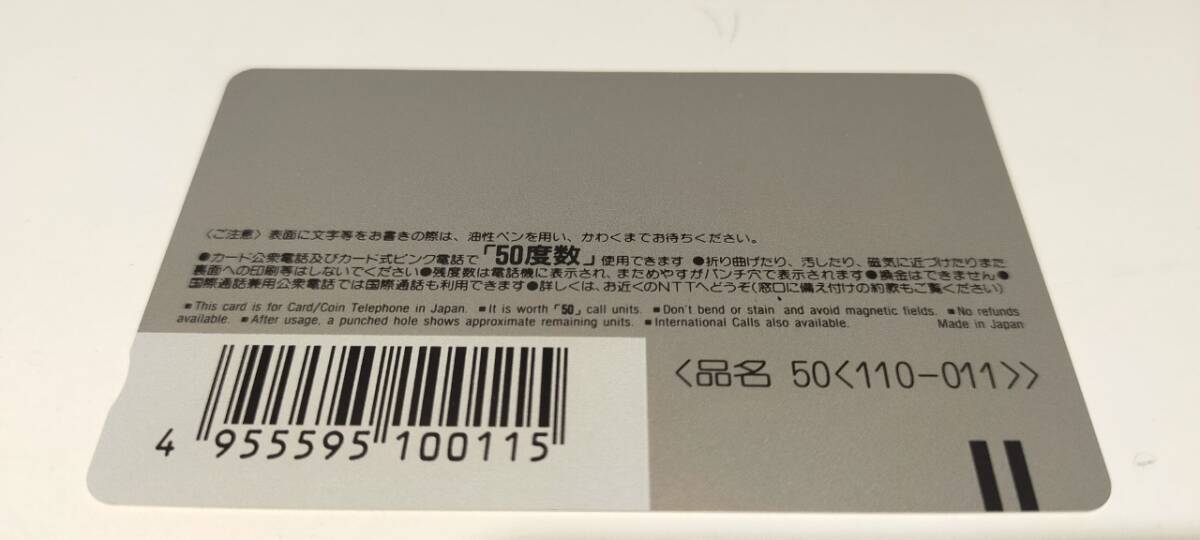 〈ご注意〉表面に文字等をお書きの際は、油性ペンを用い、かわくまでお待ちください。
●カード公衆電話及びカード式ピンク電話で「50度数」使用できます●折り曲げたり、汚したり、磁気に近づけたりまた
裏面への印刷等はしないでください●残度数は電話機に表示され、まためやすがパンチ穴で表示されます●換金はできません●
国際通話兼用公衆電話では国際通話も利用できます●詳しくは、お近くのNTTへどうぞ(窓口に備え付けの約款もご覧ください)
■This card is for Card/Coin Telephone in Japan. ■It is worth「50」call units. ■Don't bend or stain and avoid magnetic fields. ■No refunds
available. ■After usage, a punched hole shows approximate remaining units. ■International Calls also available. Made in Japan
〈品名 50〈110-011〉〉
4 955595 100115